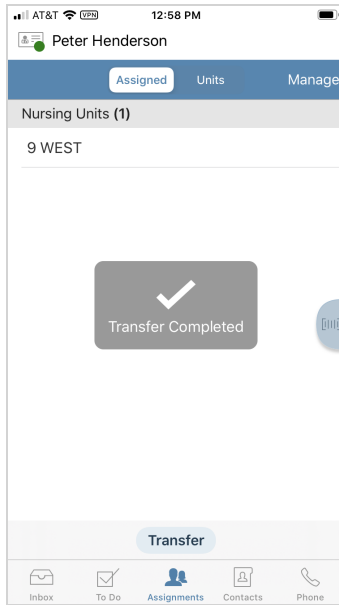 AT&T VPN 12:58 PM
Peter Henderson
Assigned Units Manage
Nursing Units (1)
9 WEST
Transfer Completed
Transfer
Inbox To Do Assignments Contacts Phone